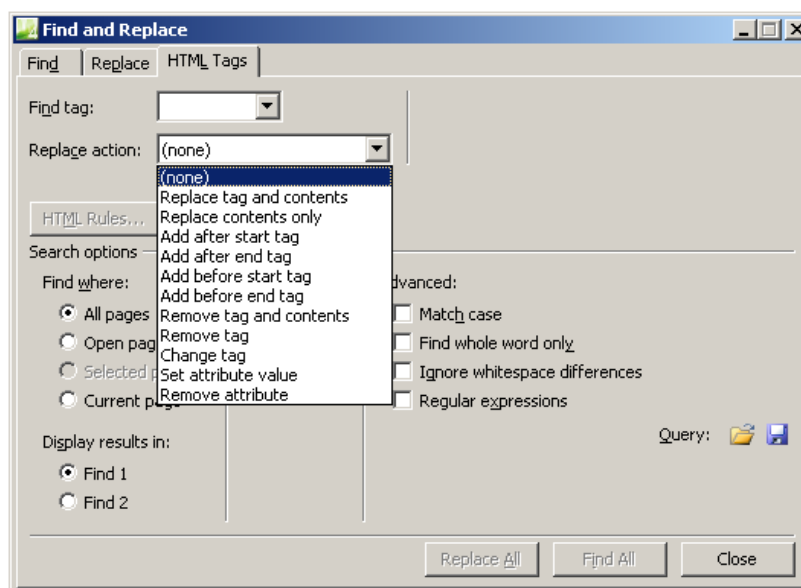 Find and Replace
Find Replace HTML Tags
Find tag:
Replace action: (none)
(none)
Replace tag and contents
Replace contents only
Add after start tag
Add after end tag
Add before start tag
Add before end tag
Remove tag and contents
Remove tag
Change tag
Set attribute value
Remove attribute
HTML Rules...
Search options
Find where:
All pages
Open pag
Selected p
Current page
Display results in:
Find 1
Find 2
dvanced:
Match case
Find whole word only
Ignore whitespace differences
Regular expressions
Query:
Replace All Find All Close